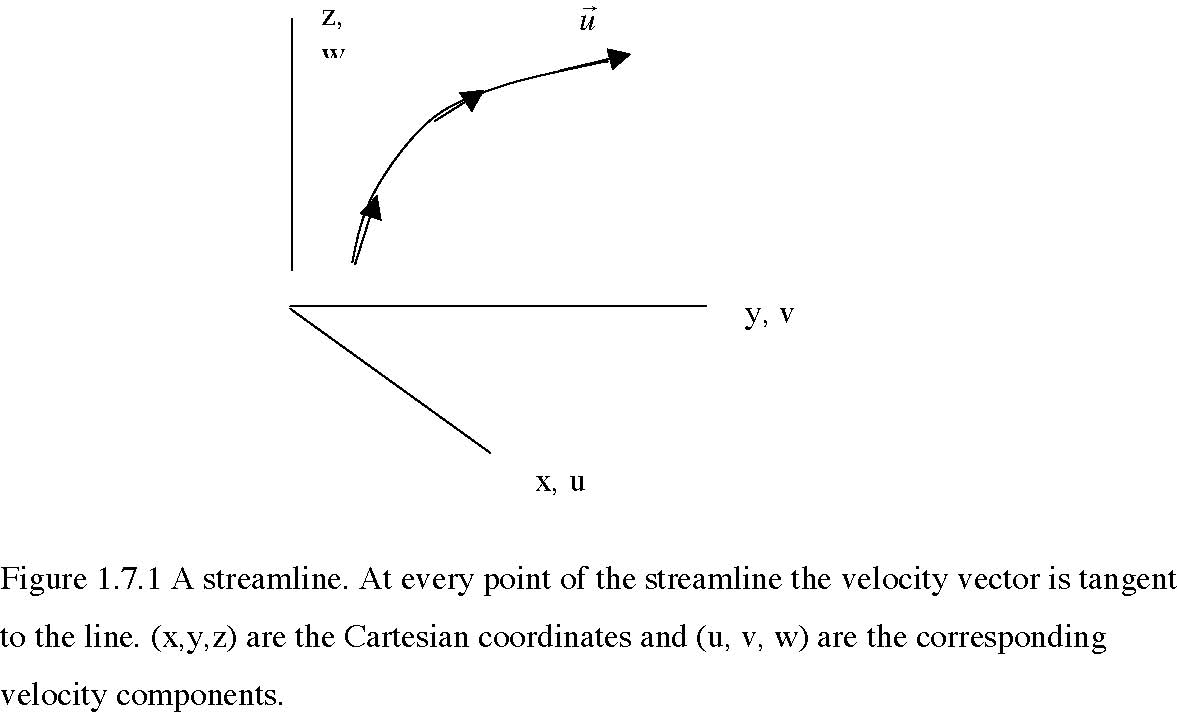 z,
w
u⃗
y, v
x, u
Figure 1.7.1 A streamline. At every point of the streamline the velocity vector is tangent
to the line. (x,y,z) are the Cartesian coordinates and (u, v, w) are the corresponding
velocity components.